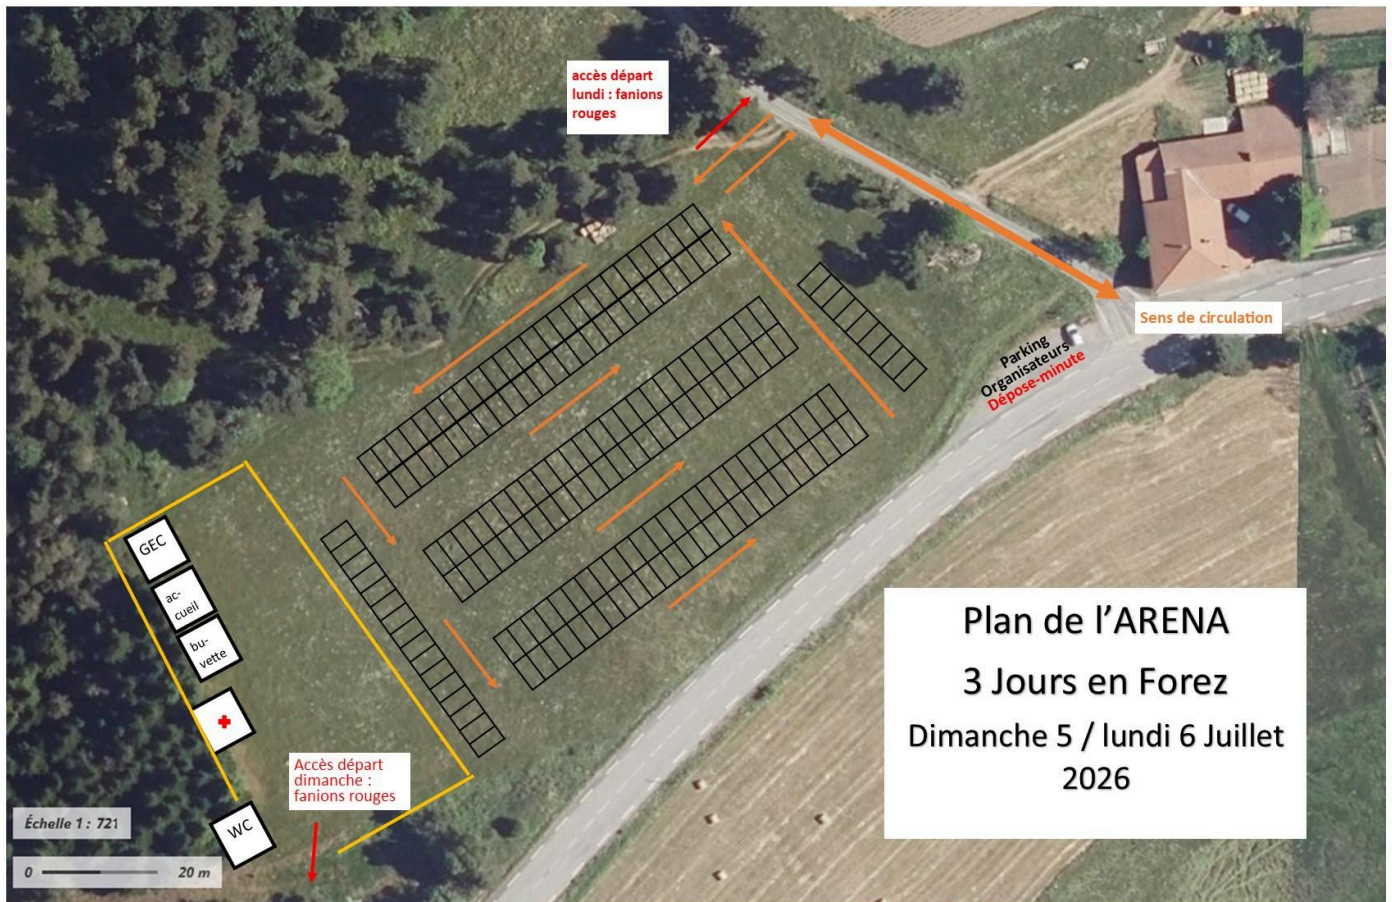 accès départ
lundi : fanions
rouges
Sens de circulation
Parking
Organisateurs
Dépose-minute
GEC
ac-
cueil
bu-
vette
WC
Accès départ
dimanche :
fanions rouges
Plan de l’ARENA
3 Jours en Forez
Dimanche 5 / lundi 6 Juillet
2026
Échelle 1 : 721
0 20 m